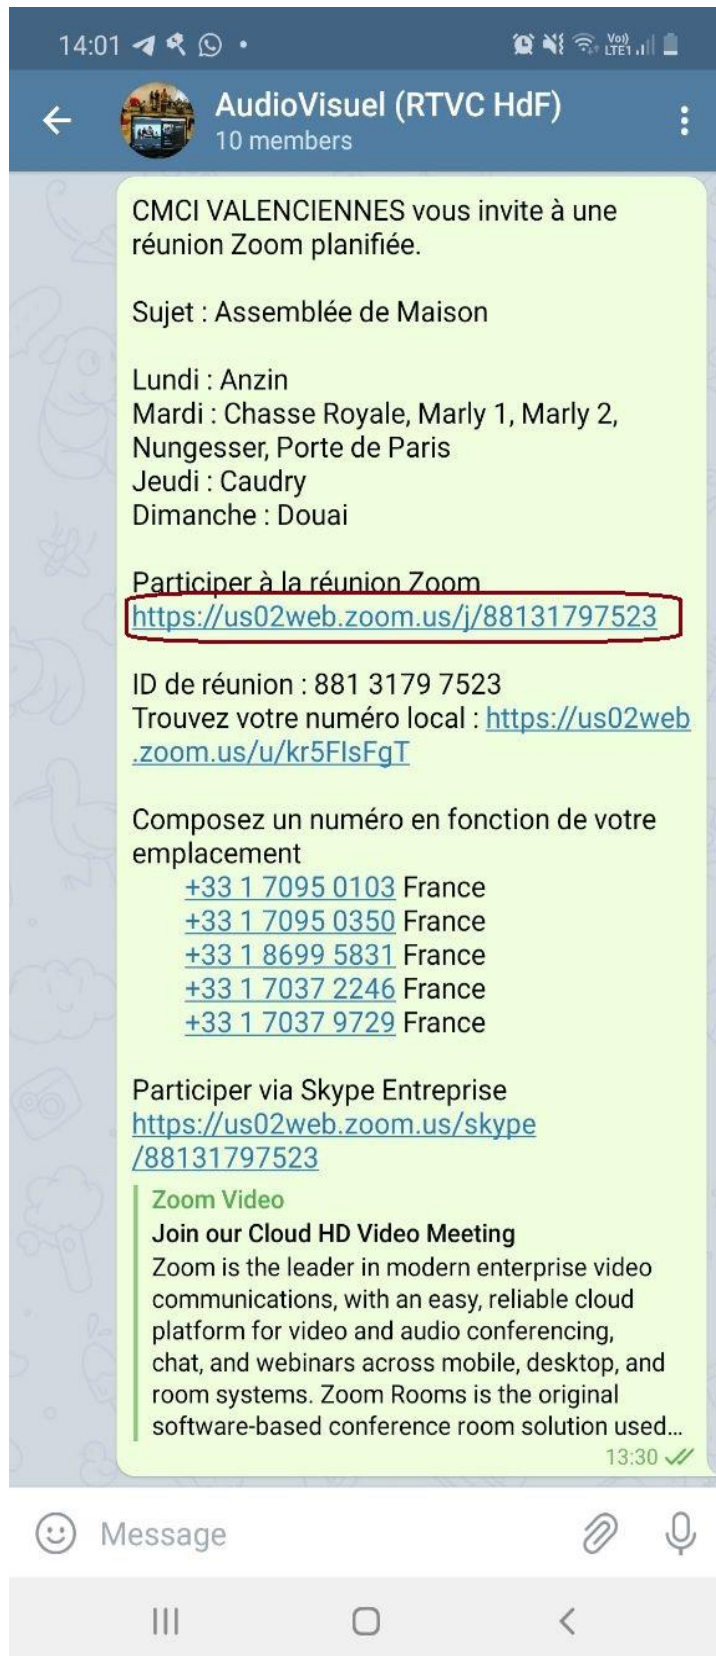 14:01
Vo))
LTE1
AudioVisuel (RTVC HdF)
10 members
CMCI VALENCIENNES vous invite à une
réunion Zoom planifiée.
Sujet : Assemblée de Maison
Lundi : Anzin
Mardi : Chasse Royale, Marly 1, Marly 2,
Nungesser, Porte de Paris
Jeudi : Caudry
Dimanche : Douai
Participer à la réunion Zoom
https://us02web.zoom.us/j/88131797523
ID de réunion : 881 3179 7523
Trouvez votre numéro local : https://us02web
.zoom.us/u/kr5FIsFgT
Composez un numéro en fonction de votre
emplacement
+33 1 7095 0103 France
+33 1 7095 0350 France
+33 1 8699 5831 France
+33 1 7037 2246 France
+33 1 7037 9729 France
Participer via Skype Entreprise
https://us02web.zoom.us/skype
/88131797523
Zoom Video
Join our Cloud HD Video Meeting
Zoom is the leader in modern enterprise video
communications, with an easy, reliable cloud
platform for video and audio conferencing,
chat, and webinars across mobile, desktop, and
room systems. Zoom Rooms is the original
software-based conference room solution used...
13:30
Message